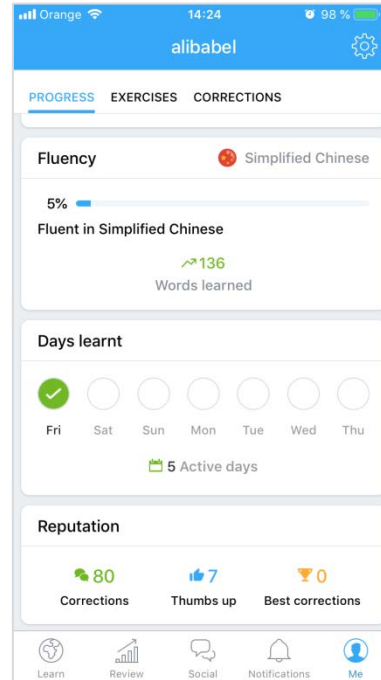 Orange 14:24 98 %
alibabel
PROGRESS EXERCISES CORRECTIONS
Fluency Simplified Chinese
5%
Fluent in Simplified Chinese
136
Words learned
Days learnt
Fri Sat Sun Mon Tue Wed Thu
5 Active days
Reputation
80 7 0
Corrections Thumbs up Best corrections
Learn Review Social Notifications Me